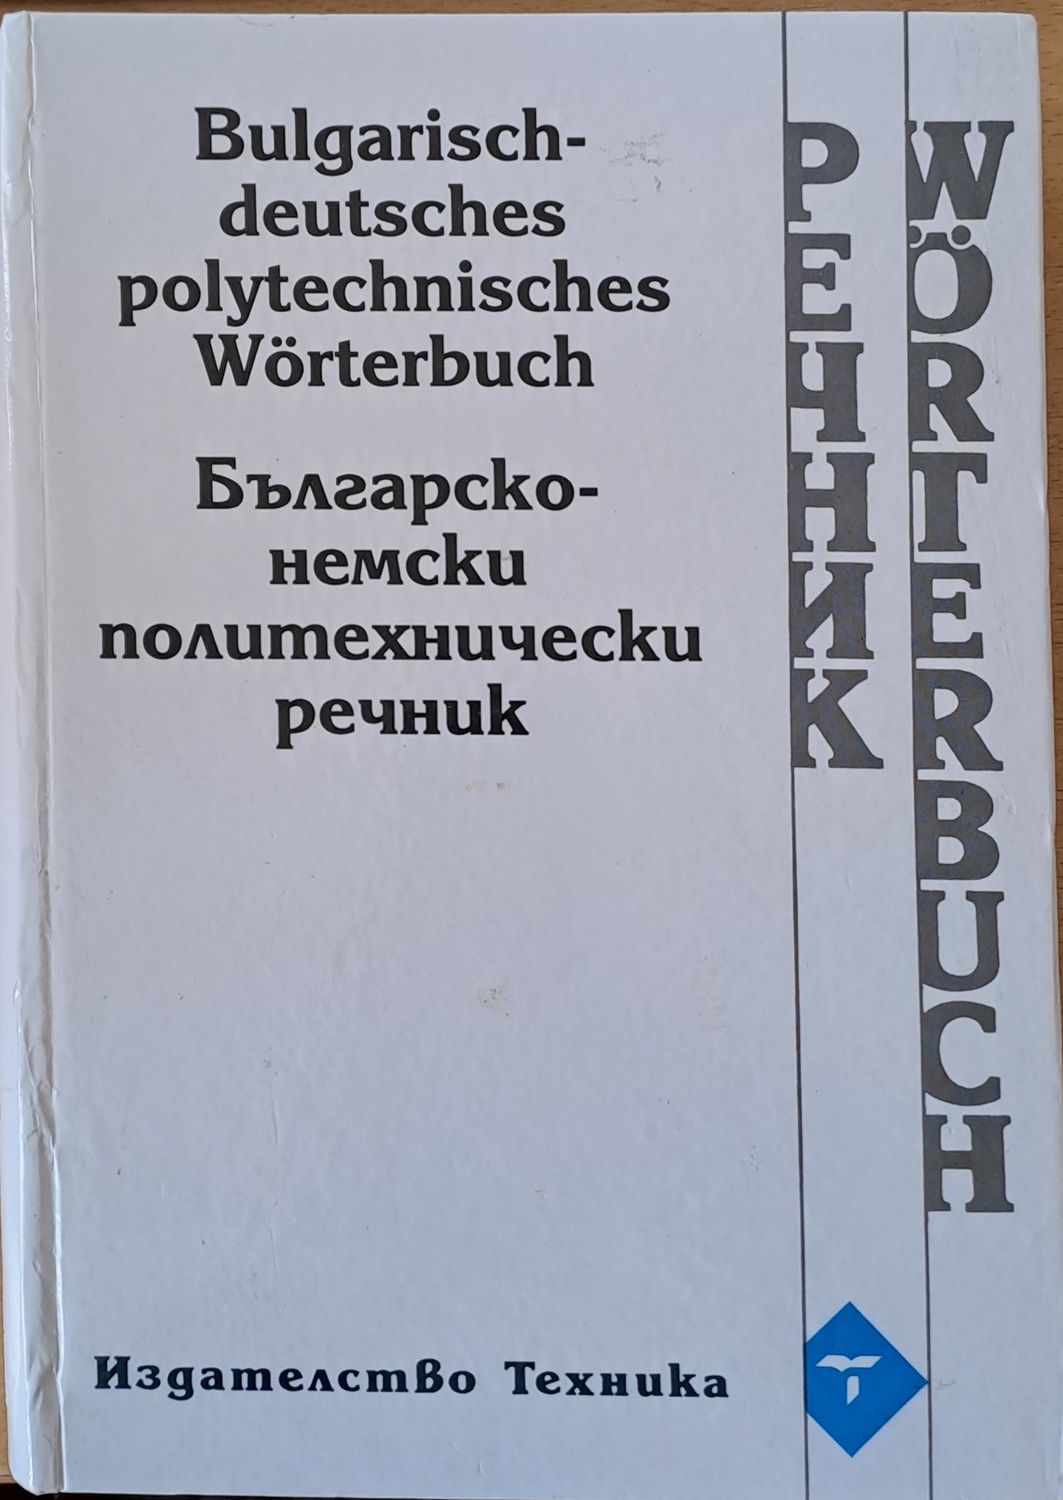 Bulgarisch-
deutsches
polytechnisches
Wörterbuch
Българско-
немски
политехнически
речник
РЕЧНИК
WÖRTERBUCH
Издателство Техника